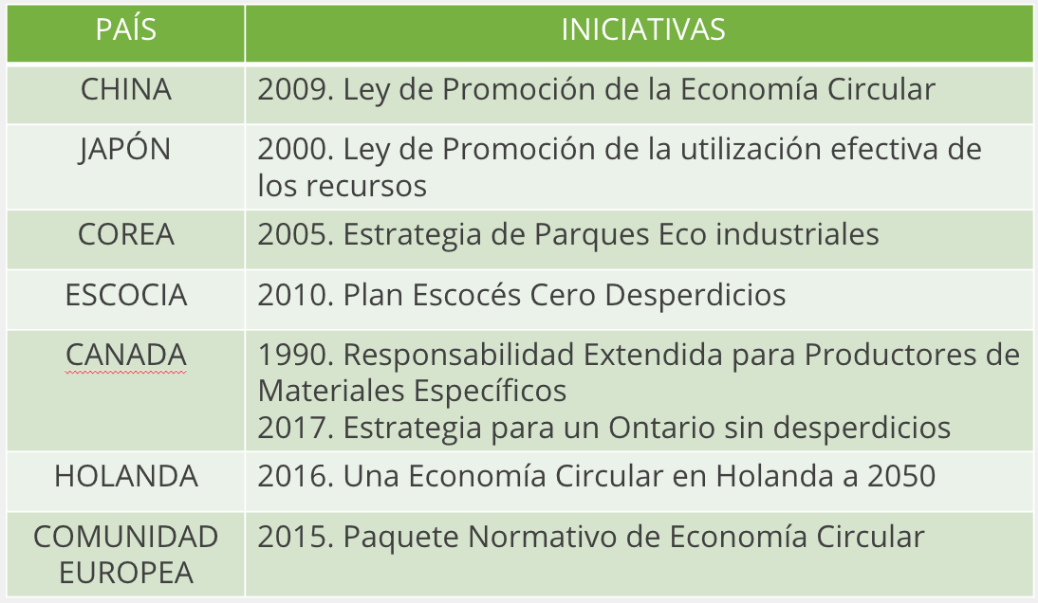 PAÍS
INICIATIVAS
CHINA
2009. Ley de Promoción de la Economía Circular
JAPÓN
2000. Ley de Promoción de la utilización efectiva de
los recursos
COREA
2005. Estrategia de Parques Eco industriales
ESCOCIA
2010. Plan Escocés Cero Desperdicios
CANADA
1990. Responsabilidad Extendida para Productores de
Materiales Específicos
2017. Estrategia para un Ontario sin desperdicios
HOLANDA
2016. Una Economía Circular en Holanda a 2050
COMUNIDAD
EUROPEA
2015. Paquete Normativo de Economía Circular